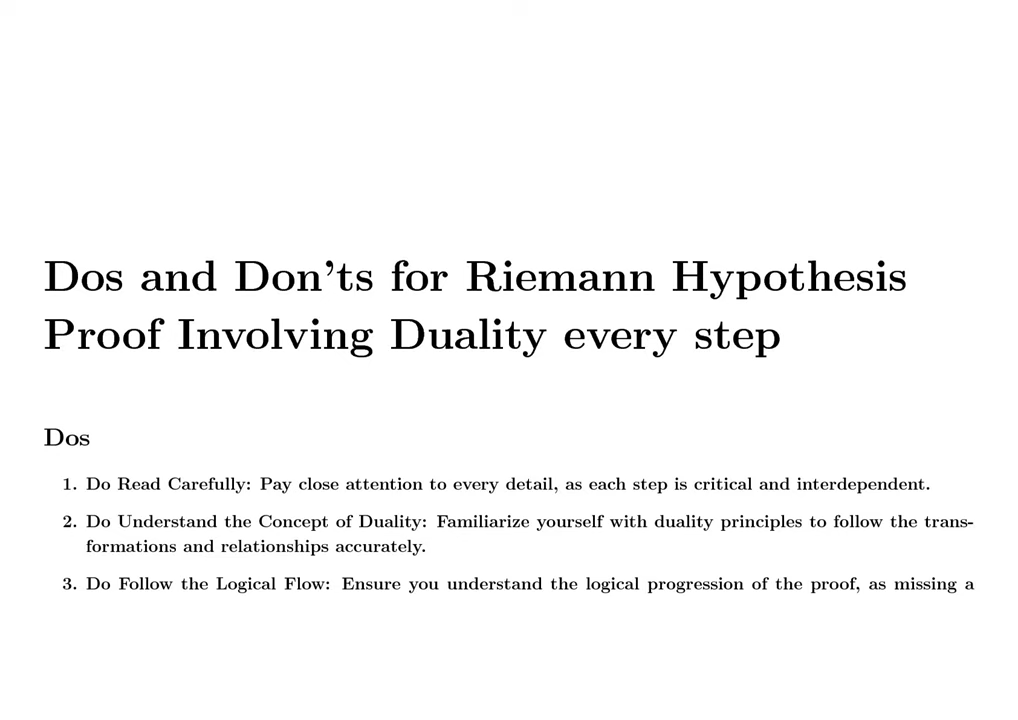 Dos and Don'ts for Riemann Hypothesis
Proof Involving Duality every step
Dos
1. Do Read Carefully: Pay close attention to every detail, as each step is critical and interdependent.
2. Do Understand the Concept of Duality: Familiarize yourself with duality principles to follow the trans-
formations and relationships accurately.
3. Do Follow the Logical Flow: Ensure you understand the logical progression of the proof, as missing a